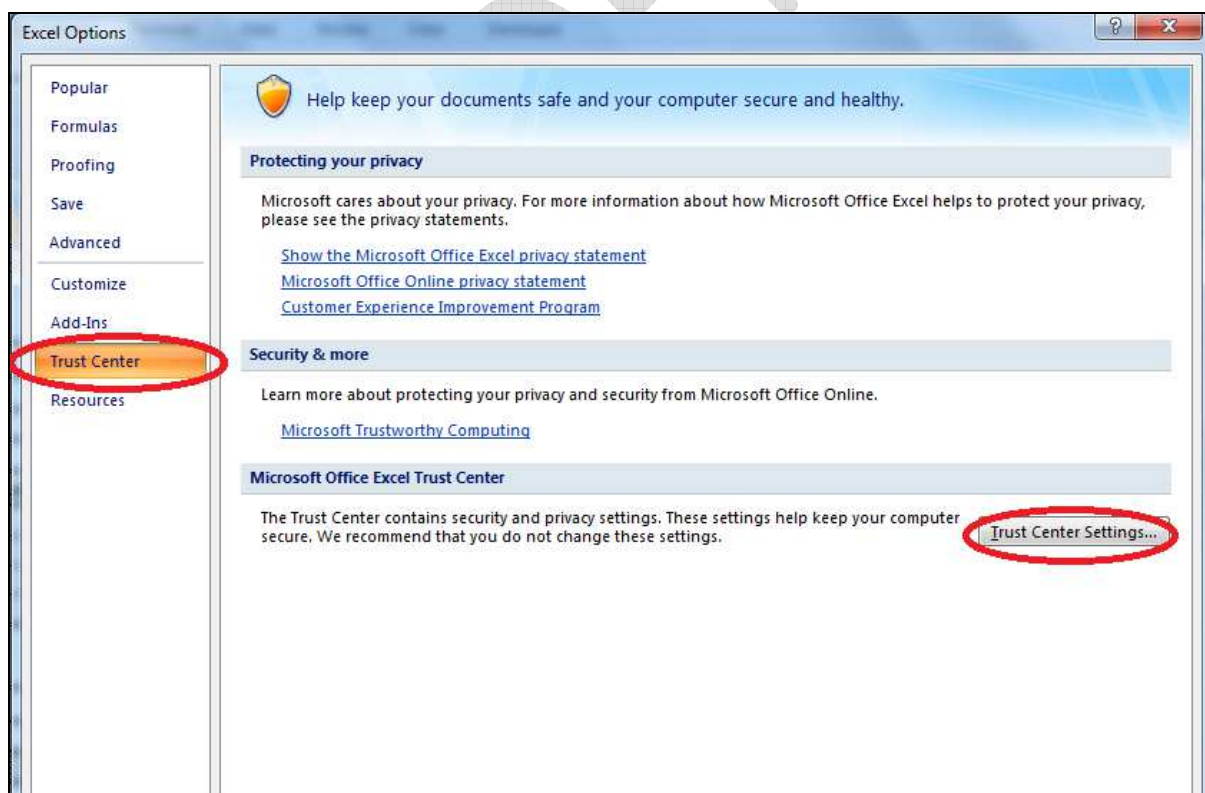 Excel Options
Popular
Formulas
Proofing
Save
Advanced
Customize
Add-Ins
Trust Center
Resources
Help keep your documents safe and your computer secure and healthy.
Protecting your privacy
Microsoft cares about your privacy. For more information about how Microsoft Office Excel helps to protect your privacy,
please see the privacy statements.
Show the Microsoft Office Excel privacy statement
Microsoft Office Online privacy statement
Customer Experience Improvement Program
Security & more
Learn more about protecting your privacy and security from Microsoft Office Online.
Microsoft Trustworthy Computing
Microsoft Office Excel Trust Center
The Trust Center contains security and privacy settings. These settings help keep your computer
secure. We recommend that you do not change these settings.
Trust Center Settings...